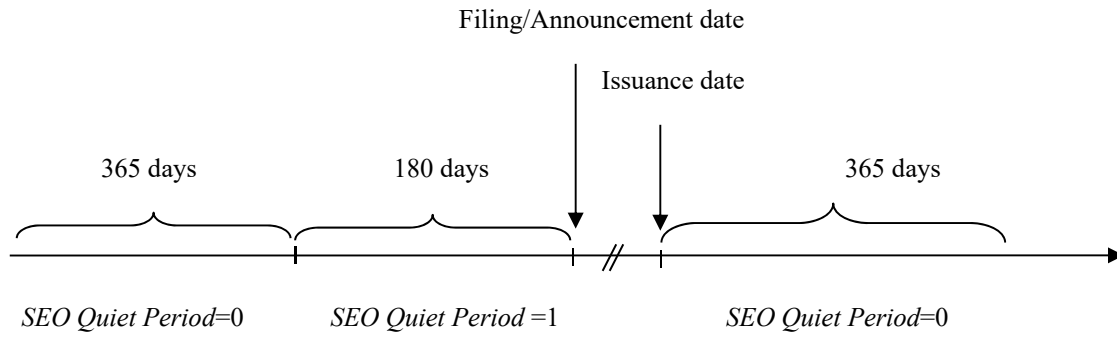 Filing/Announcement date
Issuance date
365 days
180 days
365 days
SEO Quiet Period=0
SEO Quiet Period =1
SEO Quiet Period=0